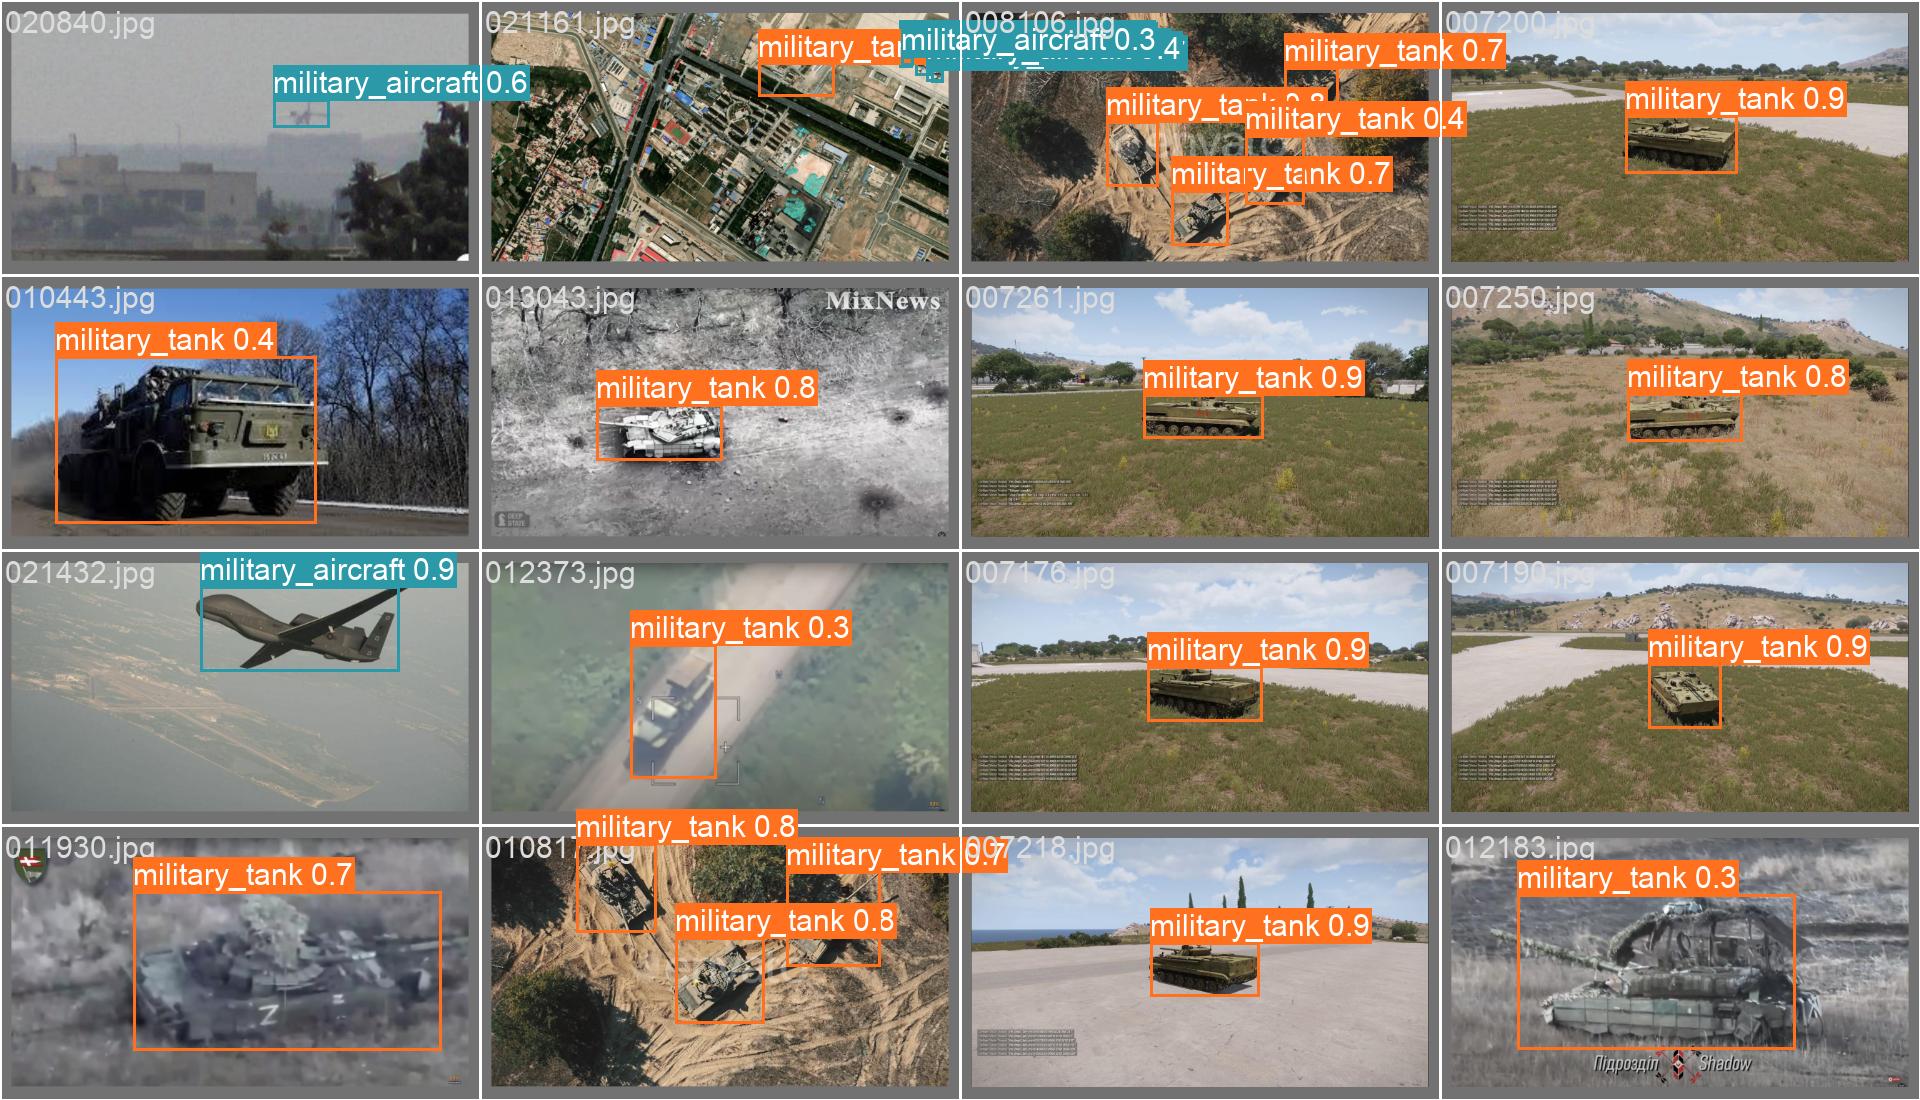 020840.jpg
military_aircraft 0.6
021161.jpg
military_aircraft 0.3
008106.jpg
military_tank 0.7
military_tank 0.4
military_tank 0.7
007200.jpg
military_tank 0.9
010443.jpg
military_tank 0.4
013043.jpg
MixNews
military_tank 0.8
DEEP
STATE
007261.jpg
military_tank 0.9
007250.jpg
military_tank 0.8
021432.jpg
military_aircraft 0.9
012373.jpg
military_tank 0.3
007176.jpg
military_tank 0.9
007190.jpg
military_tank 0.9
011930.jpg
military_tank 0.7
Z
military_tank 0.8
military_tank 0.7
military_tank 0.8
007218.jpg
military_tank 0.9
012183.jpg
military_tank 0.3
Підрозділ Shadow